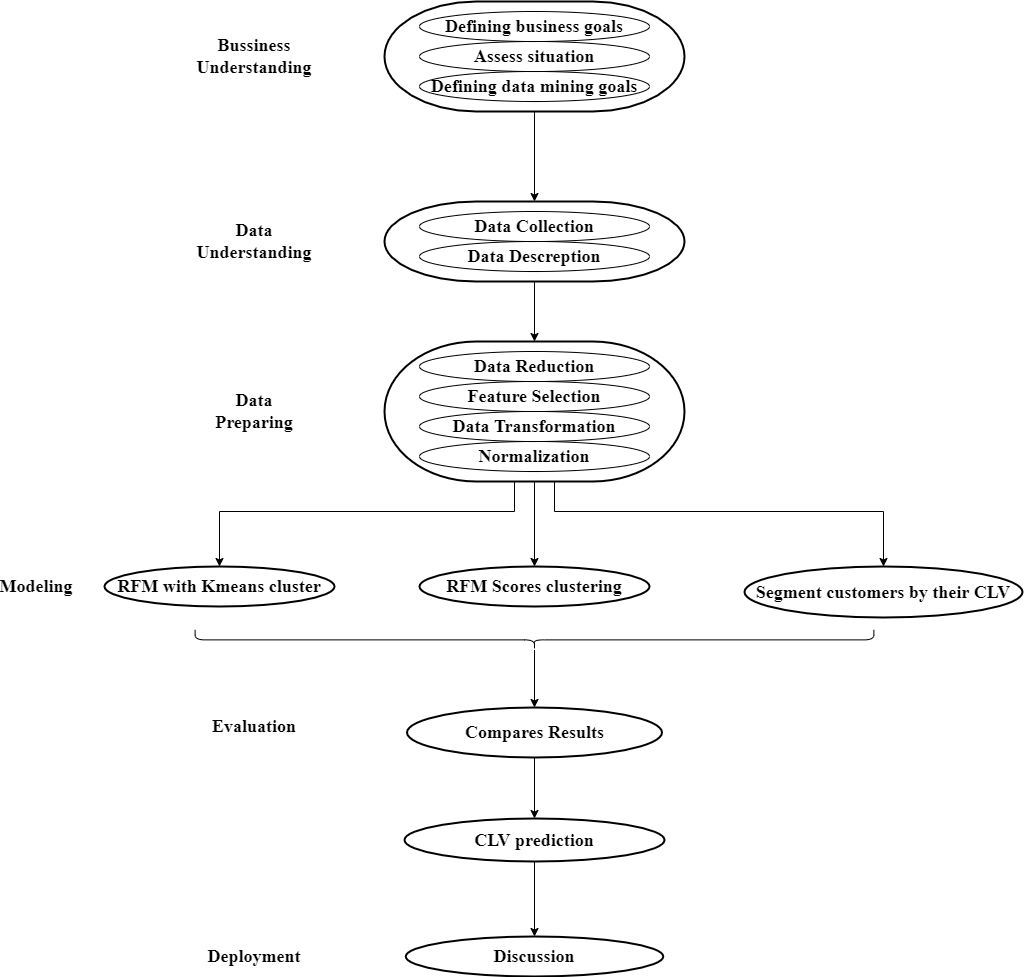 Defining business goals
Bussiness
Understanding
Assess situation
Defining data mining goals
Data
Understanding
Data Collection
Data Descreption
Data
Preparing
Data Reduction
Feature Selection
Data Transformation
Normalization
Modeling
RFM with Kmeans cluster
RFM Scores clustering
Segment customers by their CLV
Evaluation
Compares Results
CLV prediction
Deployment
Discussion